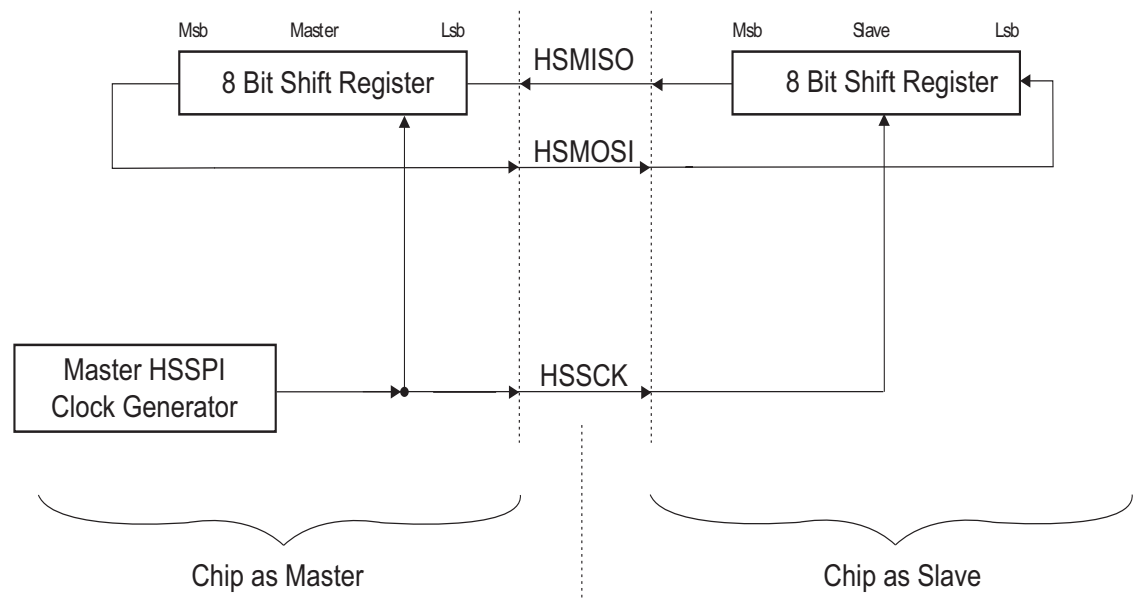 Msb Master Lsb
Msb Slave Lsb
8 Bit Shift Register
HSMISO
8 Bit Shift Register
HSMOSI
Master HSSPI
Clock Generator
HSSCK
Chip as Master
Chip as Slave